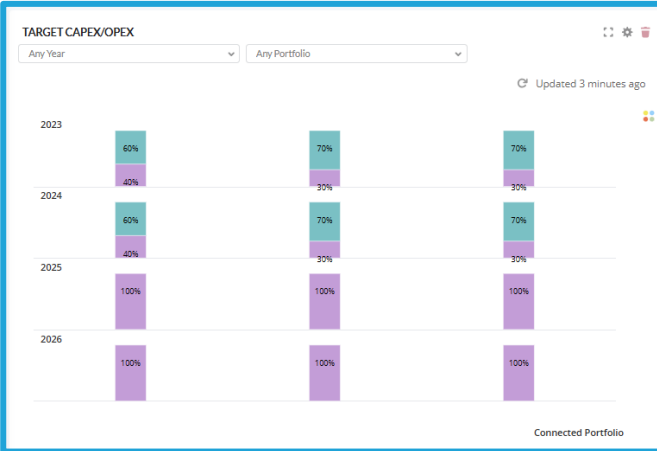 TARGET CAPEX/OPEX
Any Year Any Portfolio
Updated 3 minutes ago
2023
60% 70% 70%
40% 30% 30%
2024
60% 70% 70%
40% 30% 30%
2025
100% 100% 100%
2026
100% 100% 100%
Connected Portfolio